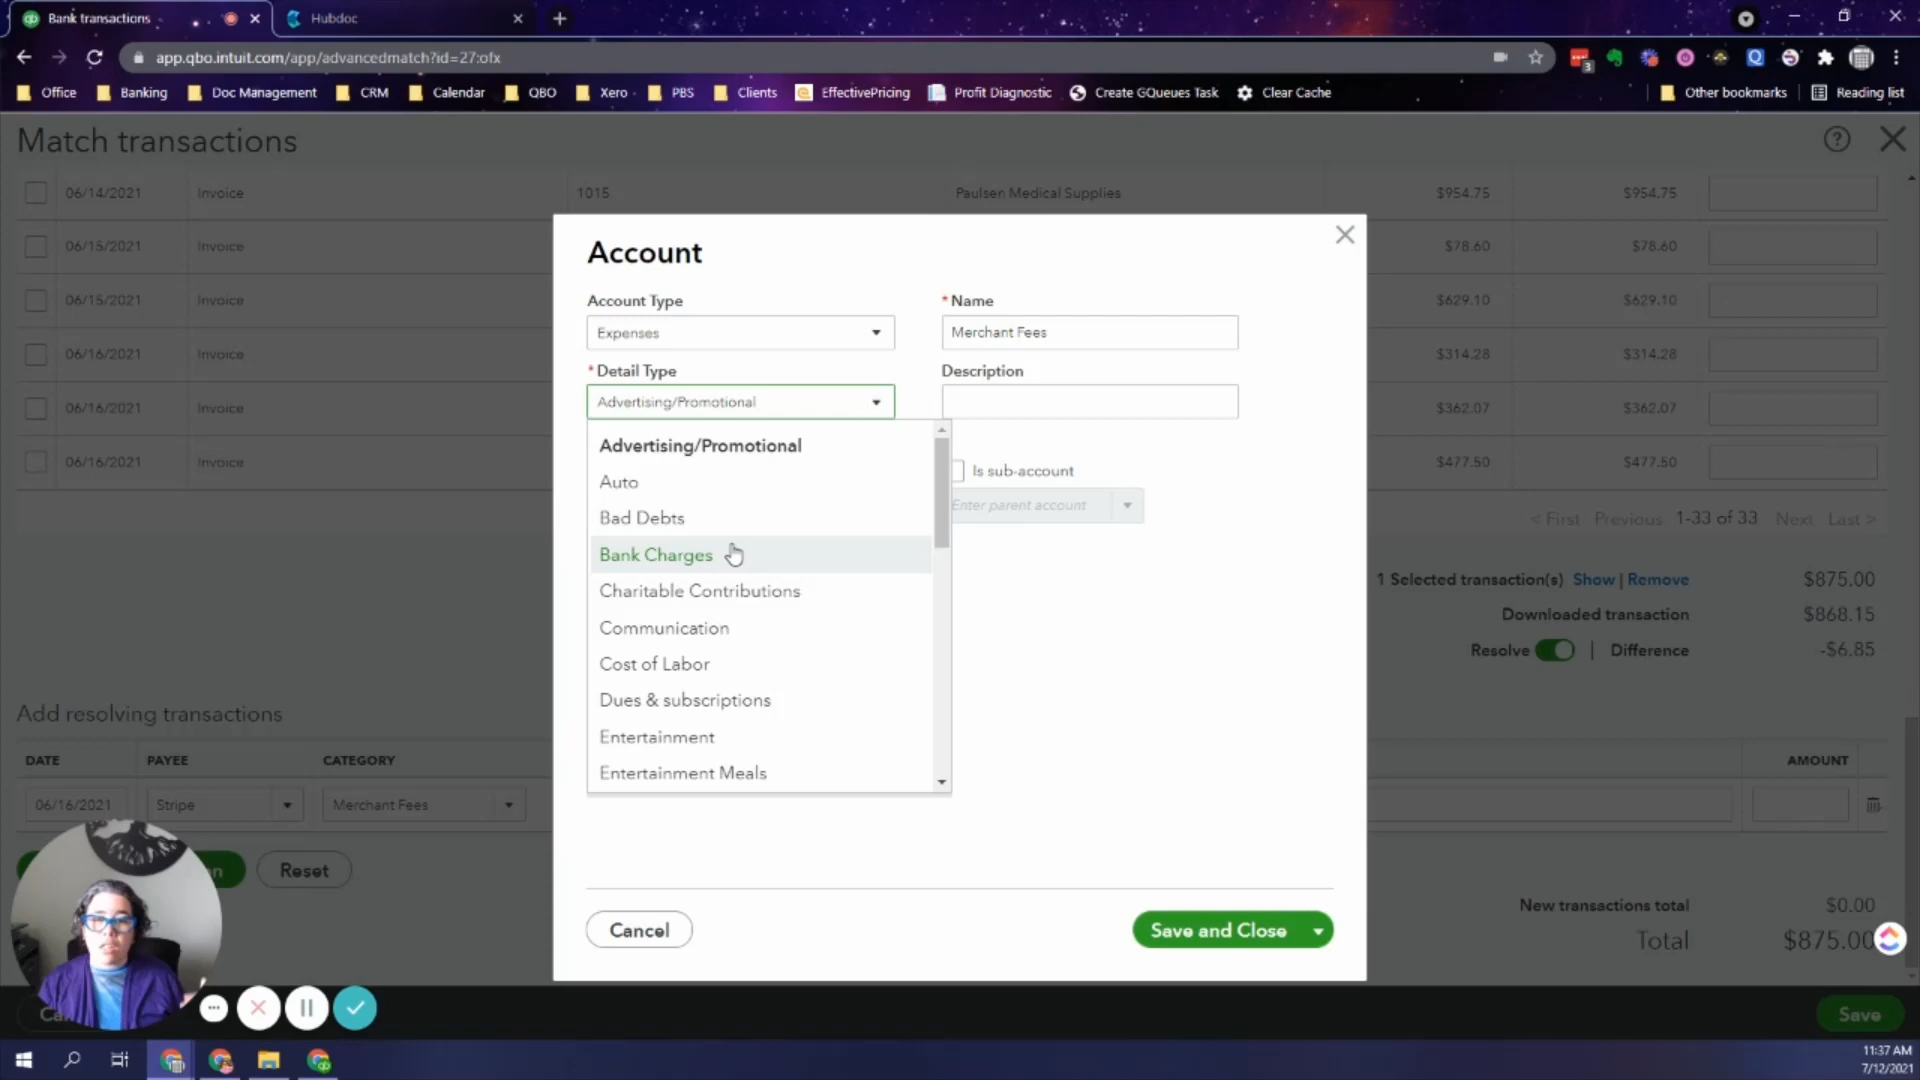 Bank transactions
Hubdoc
app.qbo.intuit.com/app/advancedmatch?id=27:ofx
3
Office Banking Doc Management CRM Calendar QBO Xero PBS Clients EffectivePricing Profit Diagnostic Create GQueues Task Clear Cache Other bookmarks Reading list
Match transactions
06/14/2021 Invoice 1015 Paulsen Medical Supplies $954.75 $954.75
06/15/2021 Invoice $78.60 $78.60
06/15/2021 Invoice $629.10 $629.10
06/16/2021 Invoice $314.28 $314.28
06/16/2021 Invoice $362.07 $362.07
06/16/2021 Invoice $477.50 $477.50
< First Previous 1-33 of 33 Next Last >
1 Selected transaction(s) Show | Remove $875.00
Downloaded transaction $868.15
Resolve | Difference -$6.85
Account
Account Type
Expenses
* Name
Merchant Fees
* Detail Type
Advertising/Promotional
Description
Is sub-account
Enter parent account
Advertising/Promotional
Auto
Bad Debts
Bank Charges
Charitable Contributions
Communication
Cost of Labor
Dues & subscriptions
Entertainment
Entertainment Meals
Cancel
Save and Close
Add resolving transactions
DATE PAYEE CATEGORY AMOUNT
06/16/2021 Stripe Merchant Fees
Reset
New transactions total $0.00
Total $875.00
Save
11:37 AM
7/12/2021